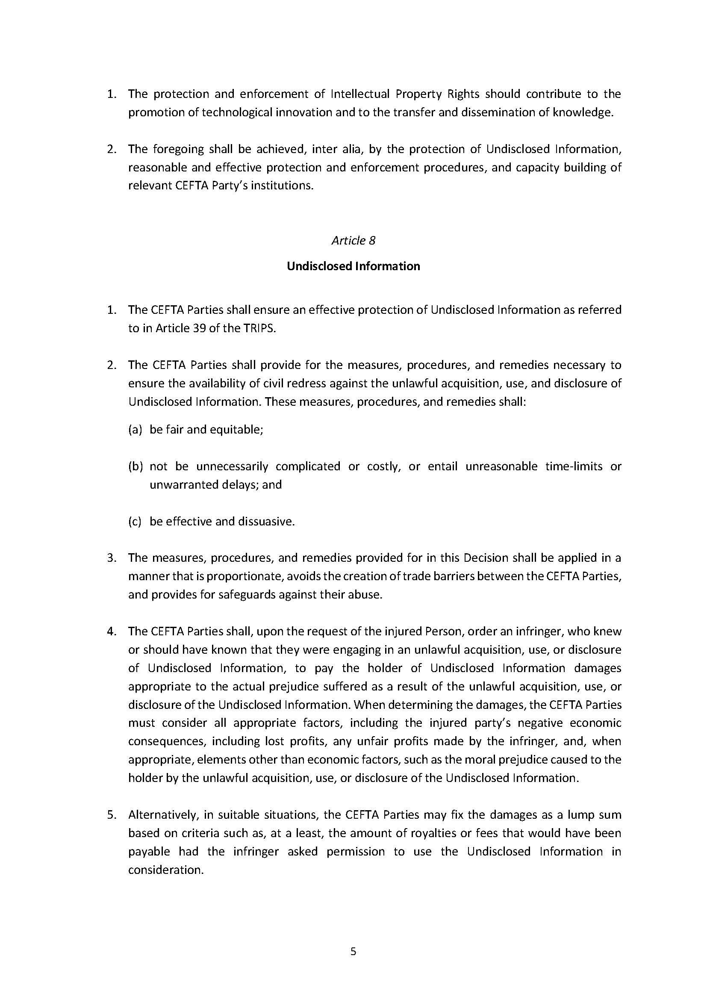 1. The protection and enforcement of Intellectual Property Rights should contribute to the
promotion of technological innovation and to the transfer and dissemination of knowledge.
2. The foregoing shall be achieved, inter alia, by the protection of Undisclosed Information,
reasonable and effective protection and enforcement procedures, and capacity building of
relevant CEFTA Party’s institutions.
Article 8
Undisclosed Information
1. The CEFTA Parties shall ensure an effective protection of Undisclosed Information as referred
to in Article 39 of the TRIPS.
2. The CEFTA Parties shall provide for the measures, procedures, and remedies necessary to
ensure the availability of civil redress against the unlawful acquisition, use, and disclosure of
Undisclosed Information. These measures, procedures, and remedies shall:
(a) be fair and equitable;
(b) not be unnecessarily complicated or costly, or entail unreasonable time-limits or
unwarranted delays; and
(c) be effective and dissuasive.
3. The measures, procedures, and remedies provided for in this Decision shall be applied in a
manner that is proportionate, avoids the creation of trade barriers between the CEFTA Parties,
and provides for safeguards against their abuse.
4. The CEFTA Parties shall, upon the request of the injured Person, order an infringer, who knew
or should have known that they were engaging in an unlawful acquisition, use, or disclosure
of Undisclosed Information, to pay the holder of Undisclosed Information damages
appropriate to the actual prejudice suffered as a result of the unlawful acquisition, use, or
disclosure of the Undisclosed Information. When determining the damages, the CEFTA Parties
must consider all appropriate factors, including the injured party’s negative economic
consequences, including lost profits, any unfair profits made by the infringer, and, when
appropriate, elements other than economic factors, such as the moral prejudice caused to the
holder by the unlawful acquisition, use, or disclosure of the Undisclosed Information.
5. Alternatively, in suitable situations, the CEFTA Parties may fix the damages as a lump sum
based on criteria such as, at a least, the amount of royalties or fees that would have been
payable had the infringer asked permission to use the Undisclosed Information in
consideration.
5